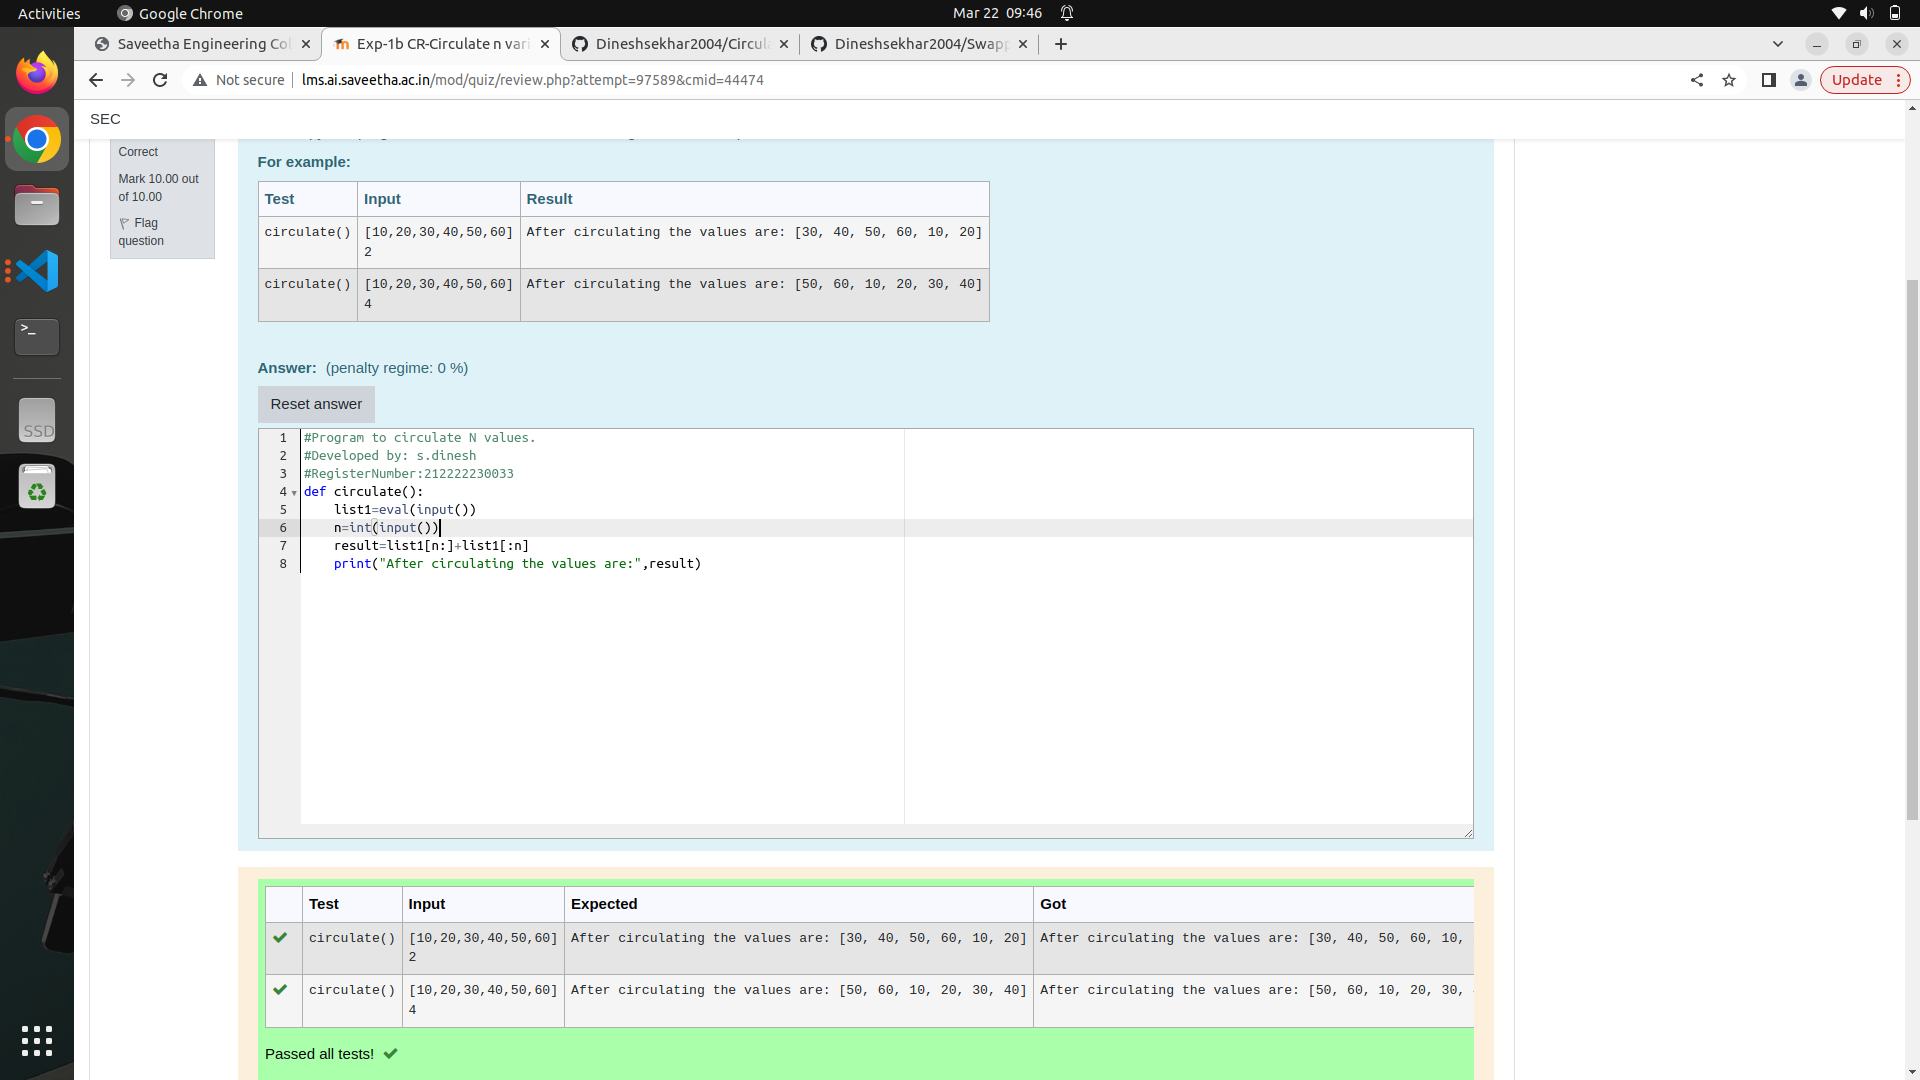 Activities
Google Chrome
Mar 22 09:46
Saveetha Engineering Col
Exp-1b CR-Circulate n vari
Dineshsekhar2004/Circula
Dineshsekhar2004/Swapp
Not secure
lms.ai.saveetha.ac.in/mod/quiz/review.php?attempt=97589&cmid=44474
Update
SEC
Correct
Mark 10.00 out
of 10.00
Flag
question
For example:
Test Input Result
circulate() [10,20,30,40,50,60] After circulating the values are: [30, 40, 50, 60, 10, 20]
2
circulate() [10,20,30,40,50,60] After circulating the values are: [50, 60, 10, 20, 30, 40]
4
Answer: (penalty regime: 0 %)
Reset answer
1 #Program to circulate N values.
2 #Developed by: s.dinesh
3 #RegisterNumber:212222230033
4 def circulate():
5 list1=eval(input())
6 n=int(input())
7 result=list1[n:]+list1[:n]
8 print("After circulating the values are:",result)
Test Input Expected Got
circulate() [10,20,30,40,50,60] After circulating the values are: [30, 40, 50, 60, 10, 20] After circulating the values are: [30, 40, 50, 60, 10,
2
circulate() [10,20,30,40,50,60] After circulating the values are: [50, 60, 10, 20, 30, 40] After circulating the values are: [50, 60, 10, 20, 30,
4
Passed all tests!
SSD
>_